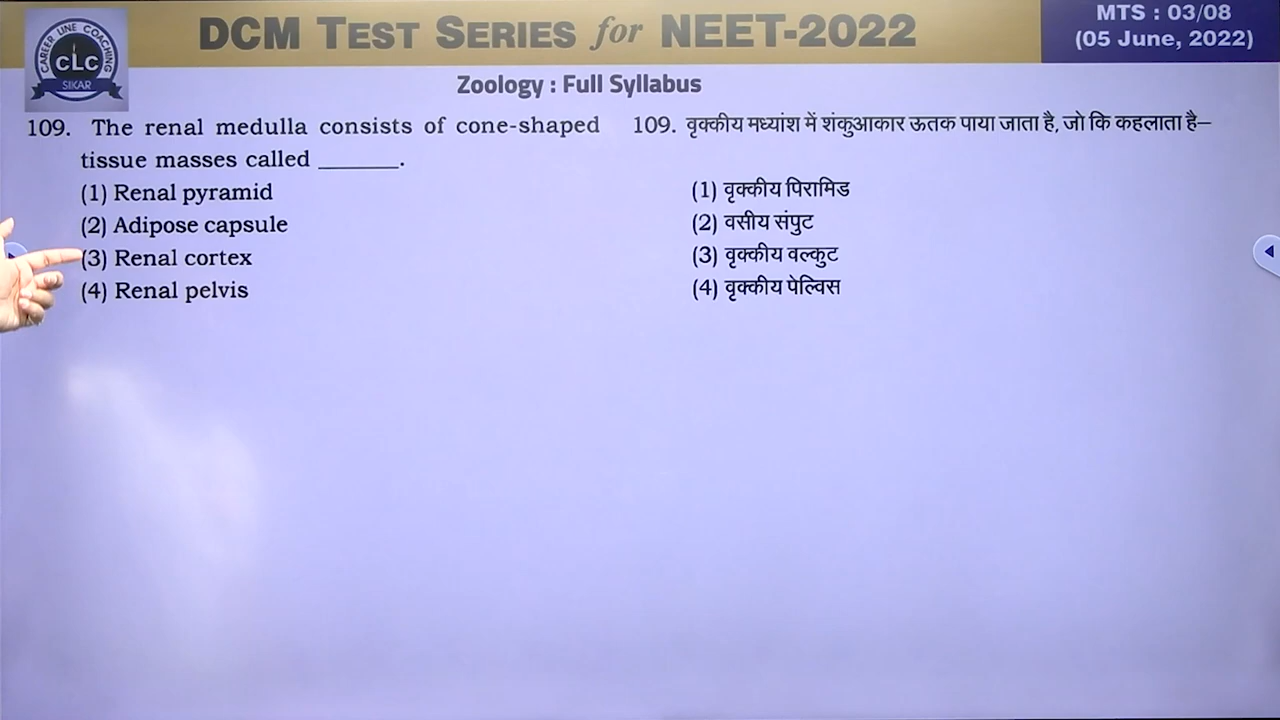 CAREER LINE COACHING
CLC
SIKAR
DCM TEST SERIES for NEET-2022
MTS : 03/08
(05 June, 2022)
Zoology : Full Syllabus
109. The renal medulla consists of cone-shaped
tissue masses called _______.
(1) Renal pyramid
(2) Adipose capsule
(3) Renal cortex
(4) Renal pelvis
109. वृक्कीय मध्यांश में शंकुआकार ऊतक पाया जाता है, जो कि कहलाता है–
(1) वृक्कीय पिरामिड
(2) वसीय संपुट
(3) वृक्कीय वल्कुट
(4) वृक्कीय पेल्विस